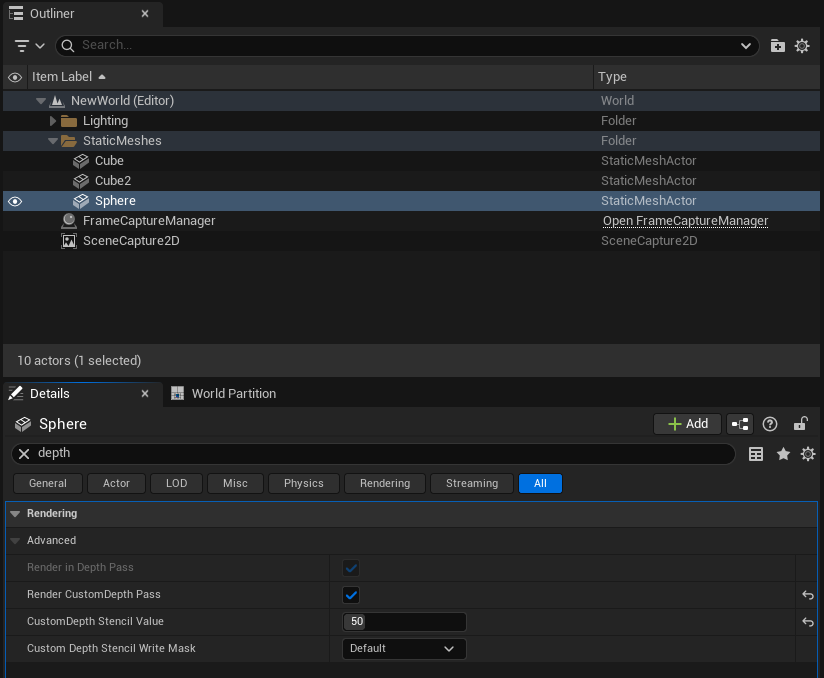 Outliner
Search...
Item Label Type
NewWorld (Editor) World
Lighting Folder
StaticMeshes Folder
Cube StaticMeshActor
Cube2 StaticMeshActor
Sphere StaticMeshActor
FrameCaptureManager Open FrameCaptureManager
SceneCapture2D SceneCapture2D
10 actors (1 selected)
Details World Partition
Sphere Add
depth
General Actor LOD Misc Physics Rendering Streaming All
Rendering
Advanced
Render in Depth Pass
Render CustomDepth Pass
CustomDepth Stencil Value 50
Custom Depth Stencil Write Mask Default